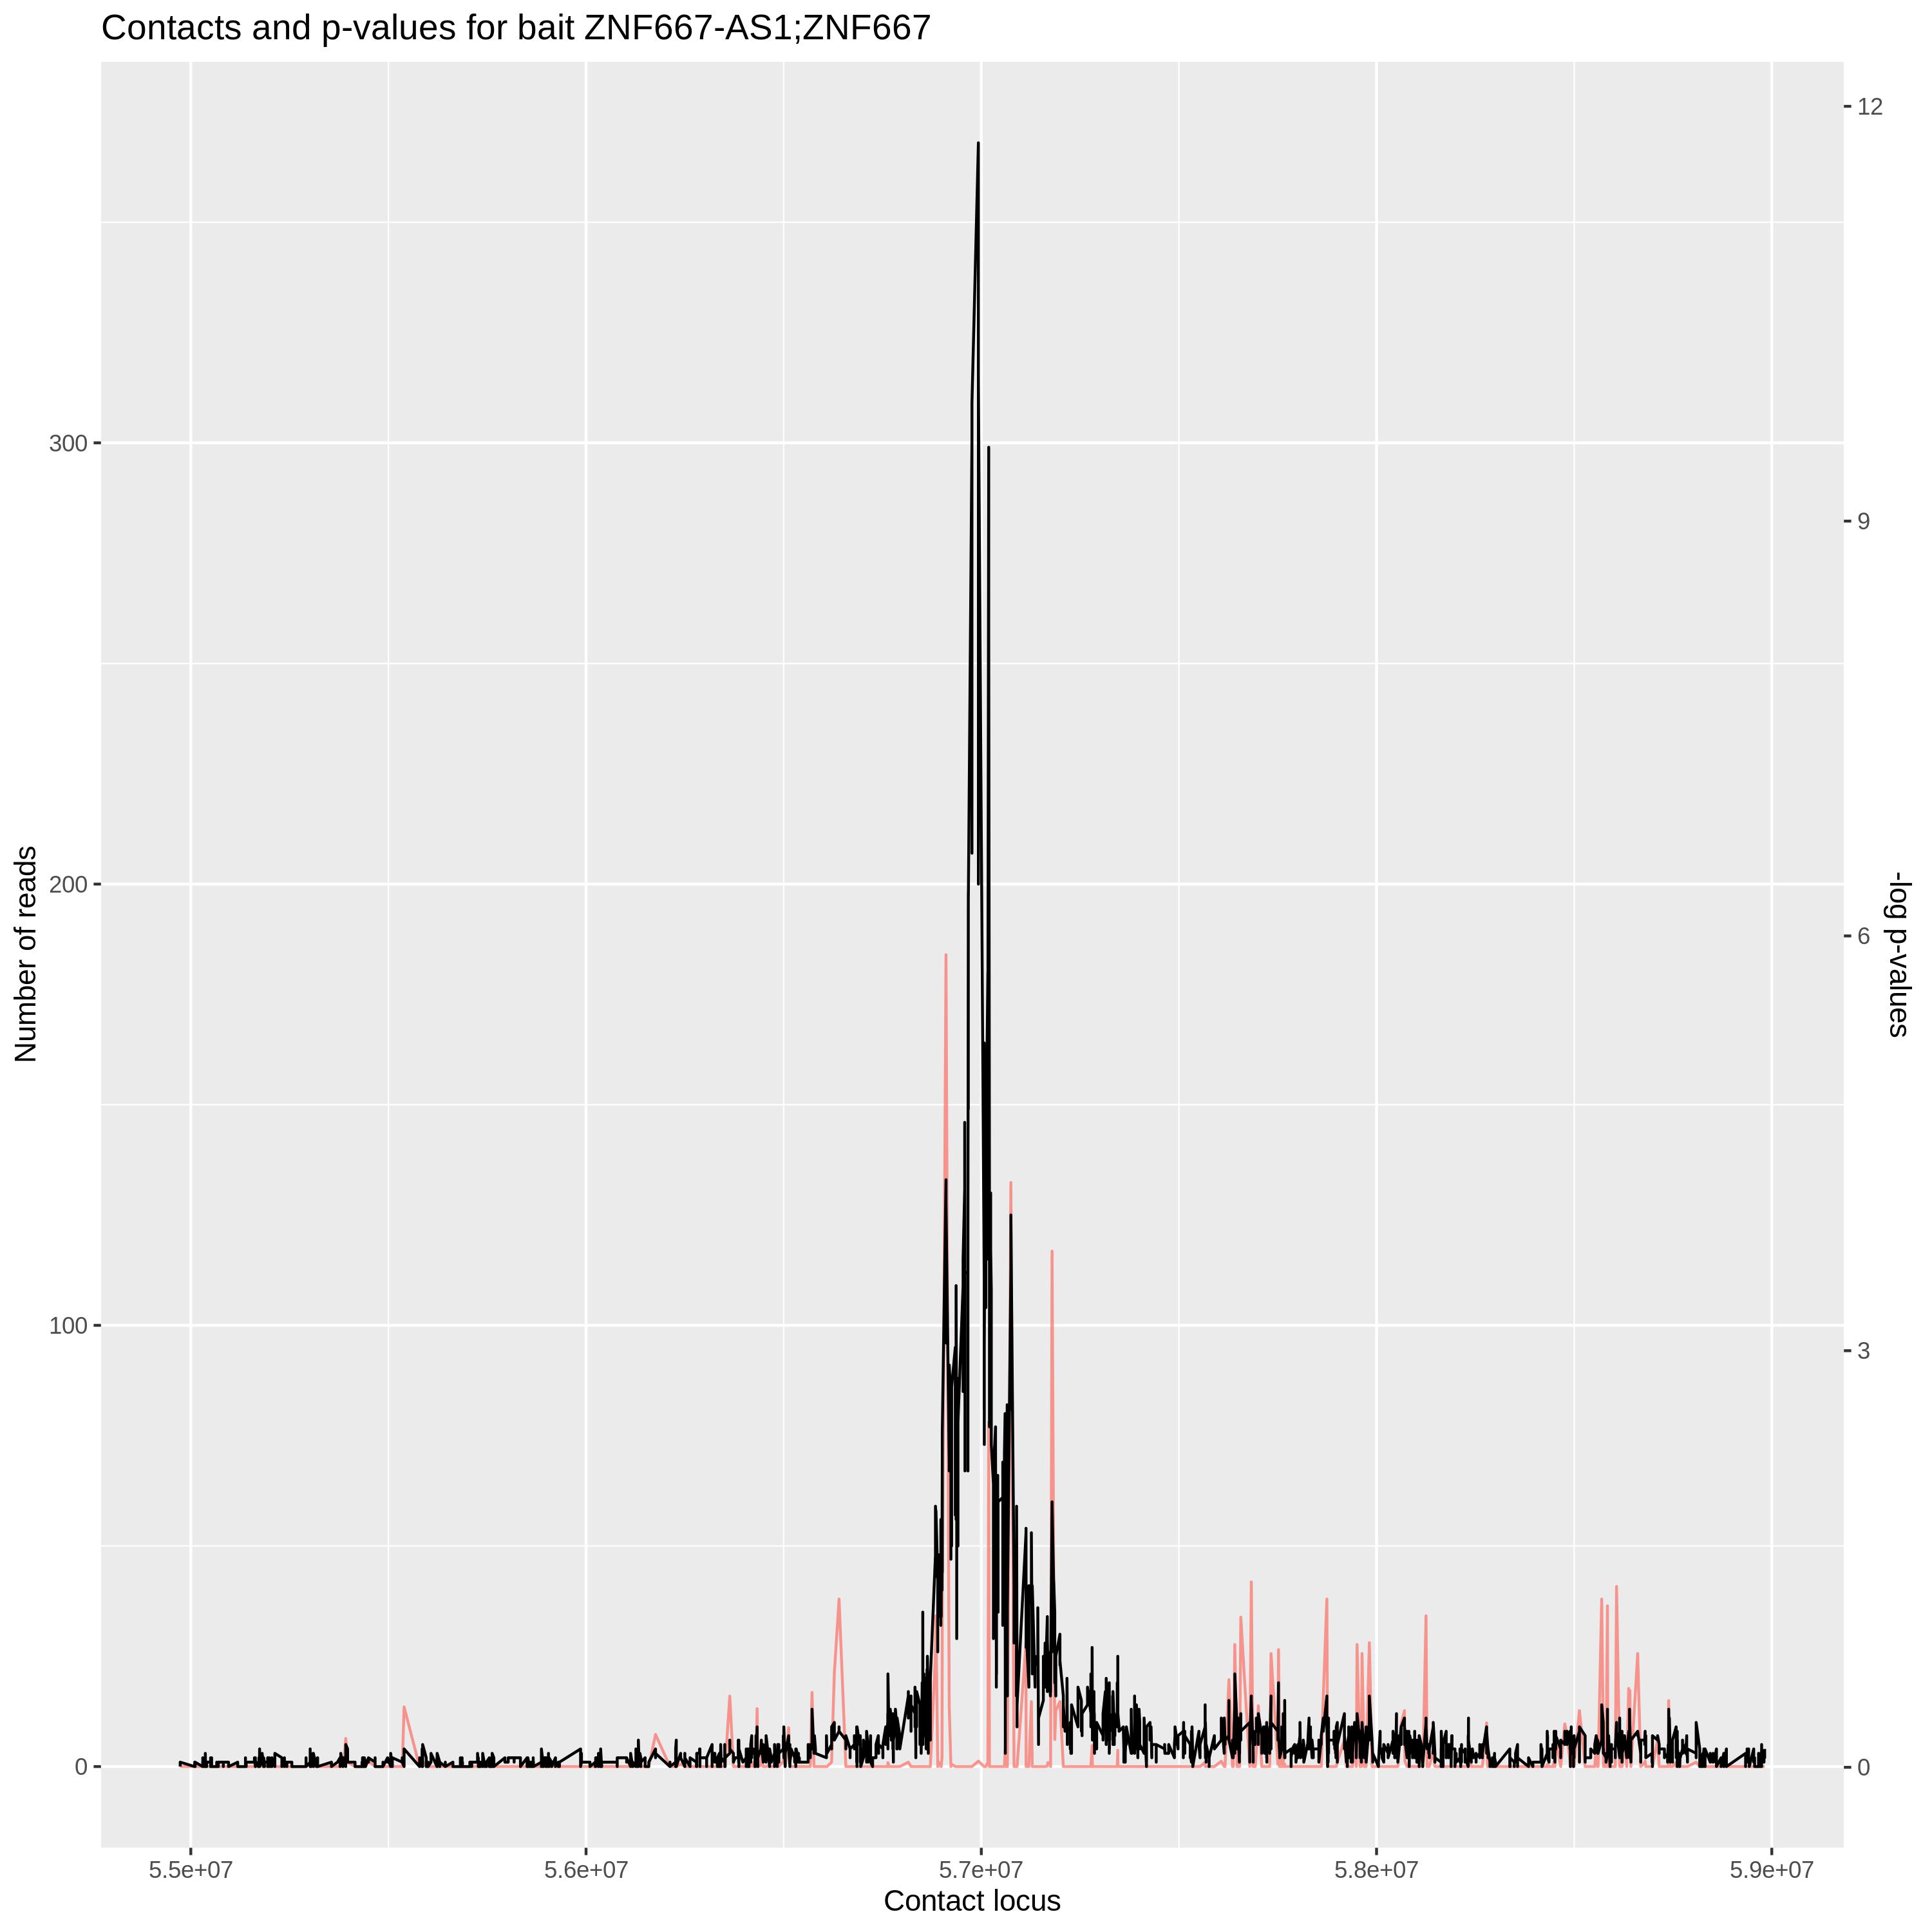 Contacts and p-values for bait ZNF667-AS1;ZNF667
Number of reads
300
200
100
0
12
9
6
3
0
-log p-values
5.5e+07
5.6e+07
5.7e+07
5.8e+07
5.9e+07
Contact locus